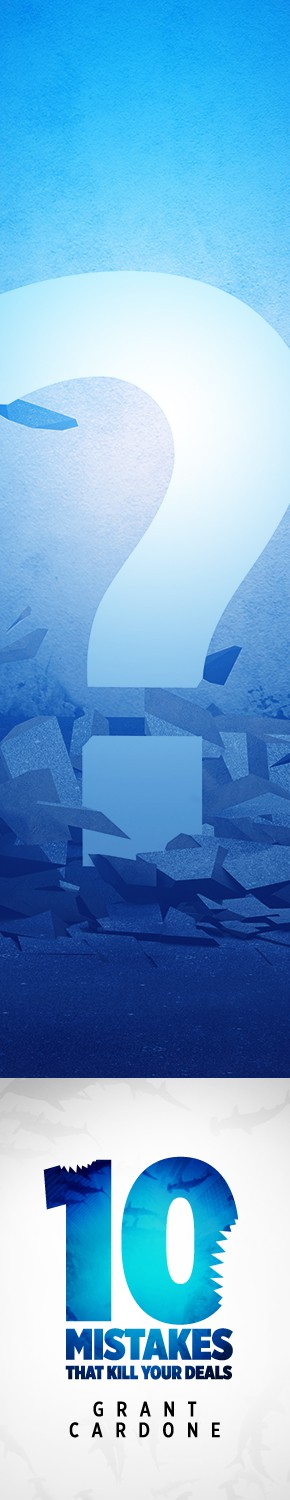 ?
10
MISTAKES
THAT KILL YOUR DEALS
GRANT
CARDONE